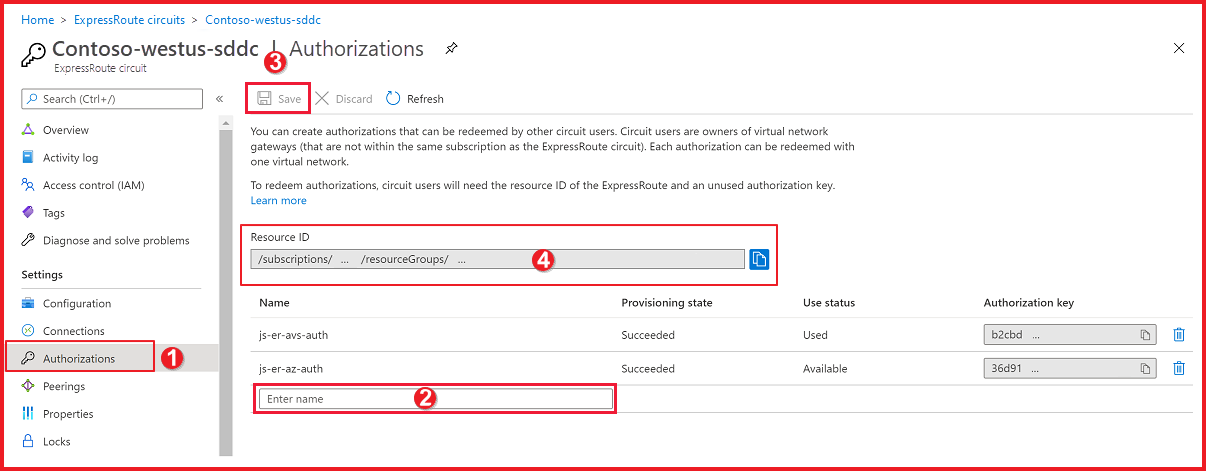 Home > ExpressRoute circuits > Contoso-westus-sddc
Contoso-westus-sddc | Authorizations
ExpressRoute circuit
3
Search (Ctrl+/)
«
Save Discard Refresh
Overview
Activity log
Access control (IAM)
Tags
Diagnose and solve problems
Settings
Configuration
Connections
Authorizations
1
Peerings
Properties
Locks
You can create authorizations that can be redeemed by other circuit users. Circuit users are owners of virtual network
gateways (that are not within the same subscription as the ExpressRoute circuit). Each authorization can be redeemed with
one virtual network.
To redeem authorizations, circuit users will need the resource ID of the ExpressRoute and an unused authorization key.
Learn more
Resource ID
/subscriptions/ ... /resourceGroups/ ...
4
Name Provisioning state Use status Authorization key
js-er-avs-auth Succeeded Used b2cbd ...
js-er-az-auth Succeeded Available 36d91 ...
Enter name
2